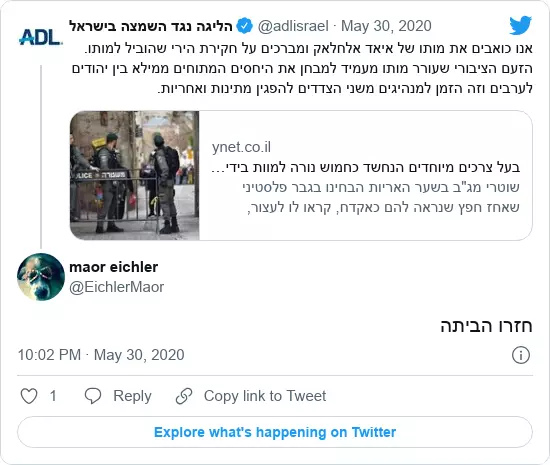 ADL
הליגה נגד השמצה בישראל @adlisrael · May 30, 2020
אנו כואבים את מותו של איאד אלחלאק ומברכים על חקירת הירי שהוביל למותו.
הזעם הציבורי שעורר מותו מעמיד למבחן את היחסים המתוחים ממילא בין יהודים
לערבים וזה הזמן למנהיגים משני הצדדים להפגין מתינות ואחריות.
ynet.co.il
בעל צרכים מיוחדים הנחשד כחמוש נורה למוות בידי...
שוטרי מג"ב בשער האריות הבחינו בגבר פלסטיני
שאחז חפץ שנראה להם כאקדח, קראו לו לעצור,
משטרה
maor eichler
@EichlerMaor
חזרו הביתה
10:02 PM · May 30, 2020
1 Reply Copy link to Tweet
Explore what's happening on Twitter